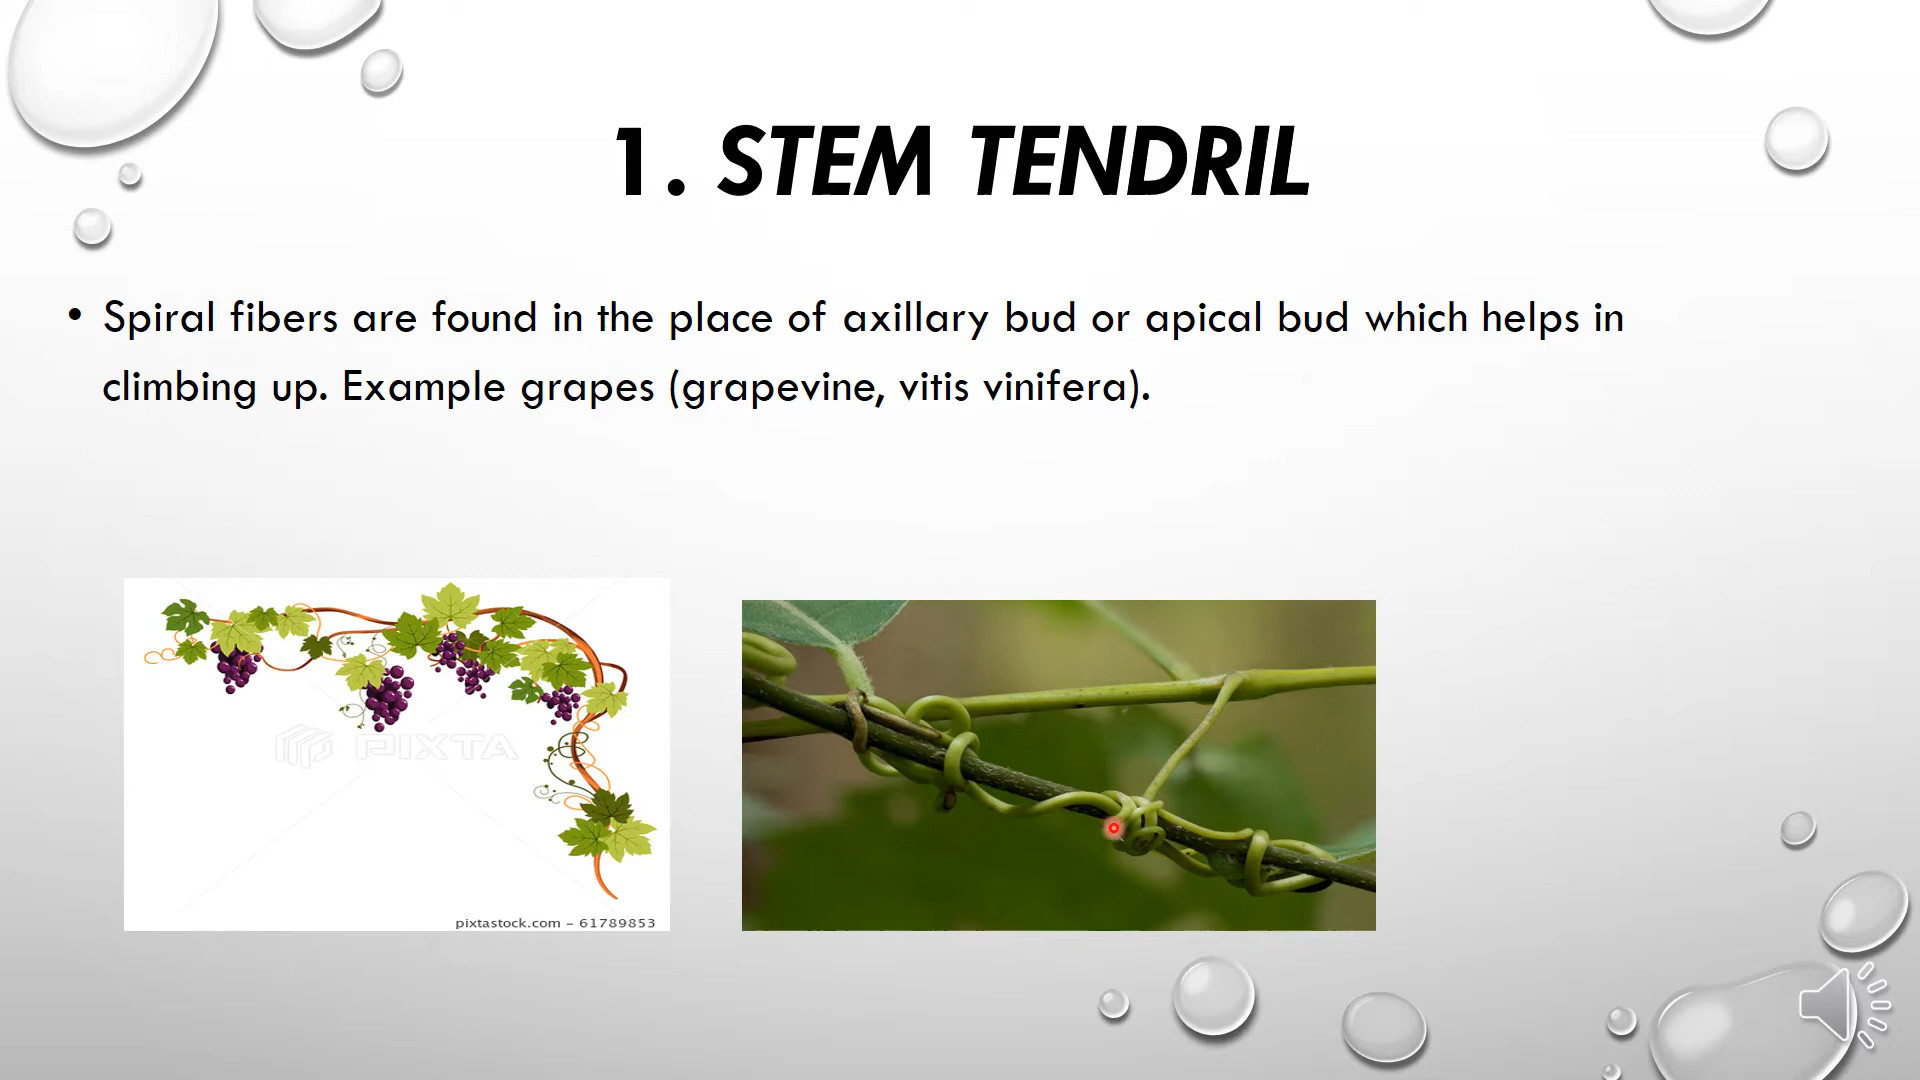 1. STEM TENDRIL
• Spiral fibers are found in the place of axillary bud or apical bud which helps in
climbing up. Example grapes (grapevine, vitis vinifera).
PIXTA
pixtastock.com - 61789853